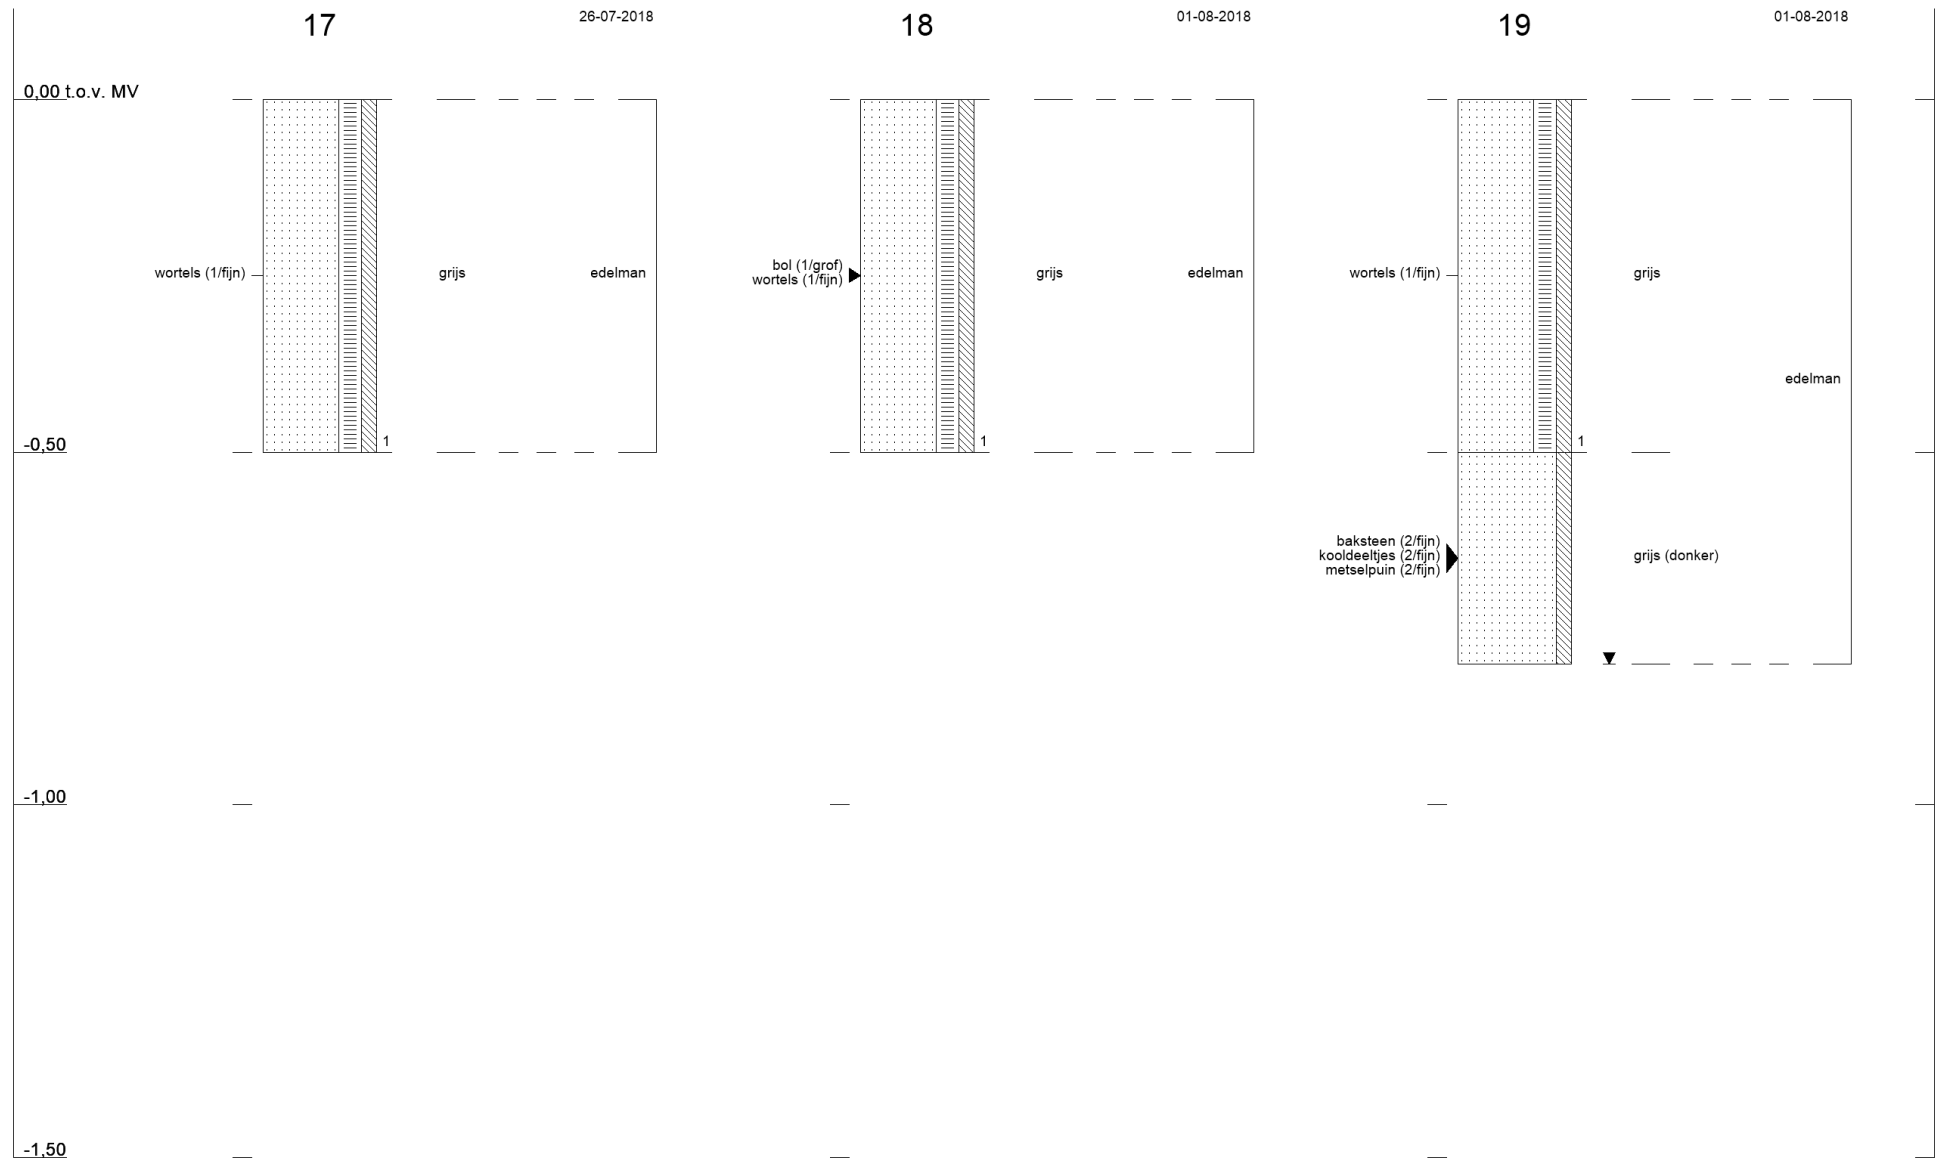 17
26-07-2018
18
01-08-2018
19
01-08-2018
0,00 t.o.v. MV
wortels (1/fijn)
grijs
edelman
bol (1/grof)
wortels (1/fijn)
grijs
edelman
wortels (1/fijn)
grijs
edelman
-0,50
1
1
1
baksteen (2/fijn)
kooldeeltjes (2/fijn)
metselpuin (2/fijn)
grijs (donker)
-1,00
-1,50